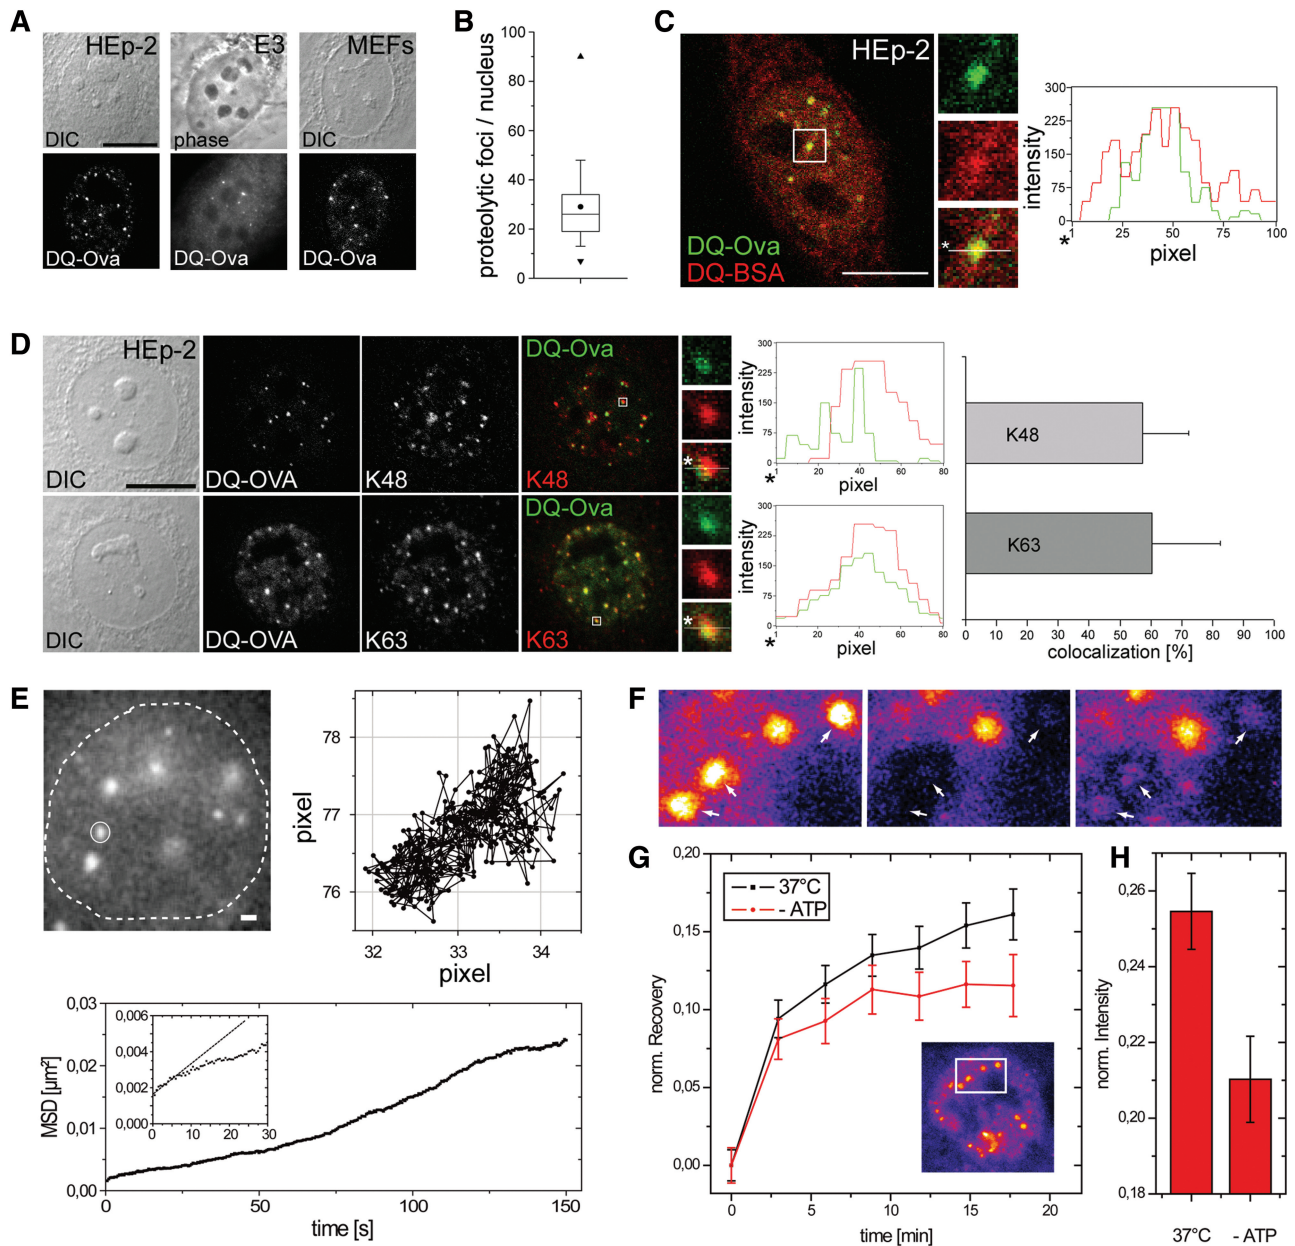 A
HEp-2
E3
MEFs
DIC
phase
DIC
DQ-Ova
DQ-Ova
DQ-Ova
B
proteolytic foci / nucleus
100
80
60
40
20
0
C
HEp-2
DQ-Ova
DQ-BSA
*
intensity
300
225
150
75
0
1
25
50
75
100
*
pixel
D
HEp-2
DIC
DQ-OVA
K48
DQ-Ova
K48
*
intensity
300
225
150
75
0
1
20
40
60
80
*
pixel
DIC
DQ-OVA
K63
DQ-Ova
K63
*
intensity
300
225
150
75
0
1
20
40
60
80
*
pixel
K48
K63
0
10
20
30
40
50
60
70
80
90
100
colocalization [%]
E
pixel
78
77
76
32
33
34
pixel
MSD [µm²]
0,03
0,02
0,01
0,00
0,006
0,004
0,002
0,000
0
10
20
30
0
50
100
150
time [s]
F
G
norm. Recovery
0,20
0,15
0,10
0,05
0,00
37°C
- ATP
0
5
10
15
20
time [min]
H
norm. Intensity
0,26
0,24
0,22
0,20
0,18
37°C
- ATP